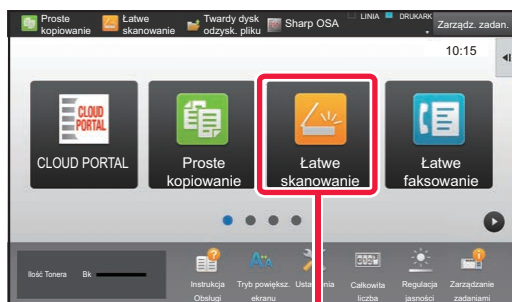 Proste
kopiowanie
Łatwe
skanowanie
Twardy dysk
odzysk. pliku
Sharp OSA
LINIA
DRUKARK
Zarządz. zadan.
10:15
CLOUD
PORTAL
CLOUD PORTAL
Proste
kopiowanie
Łatwe
skanowanie
Łatwe
faksowanie
Ilość Tonera Bk
Instrukcja
Obsługi
Tryb powiększ.
ekranu
Ustawienia
Całkowita
liczba
Regulacja
jasności
Zarządzanie
zadaniami